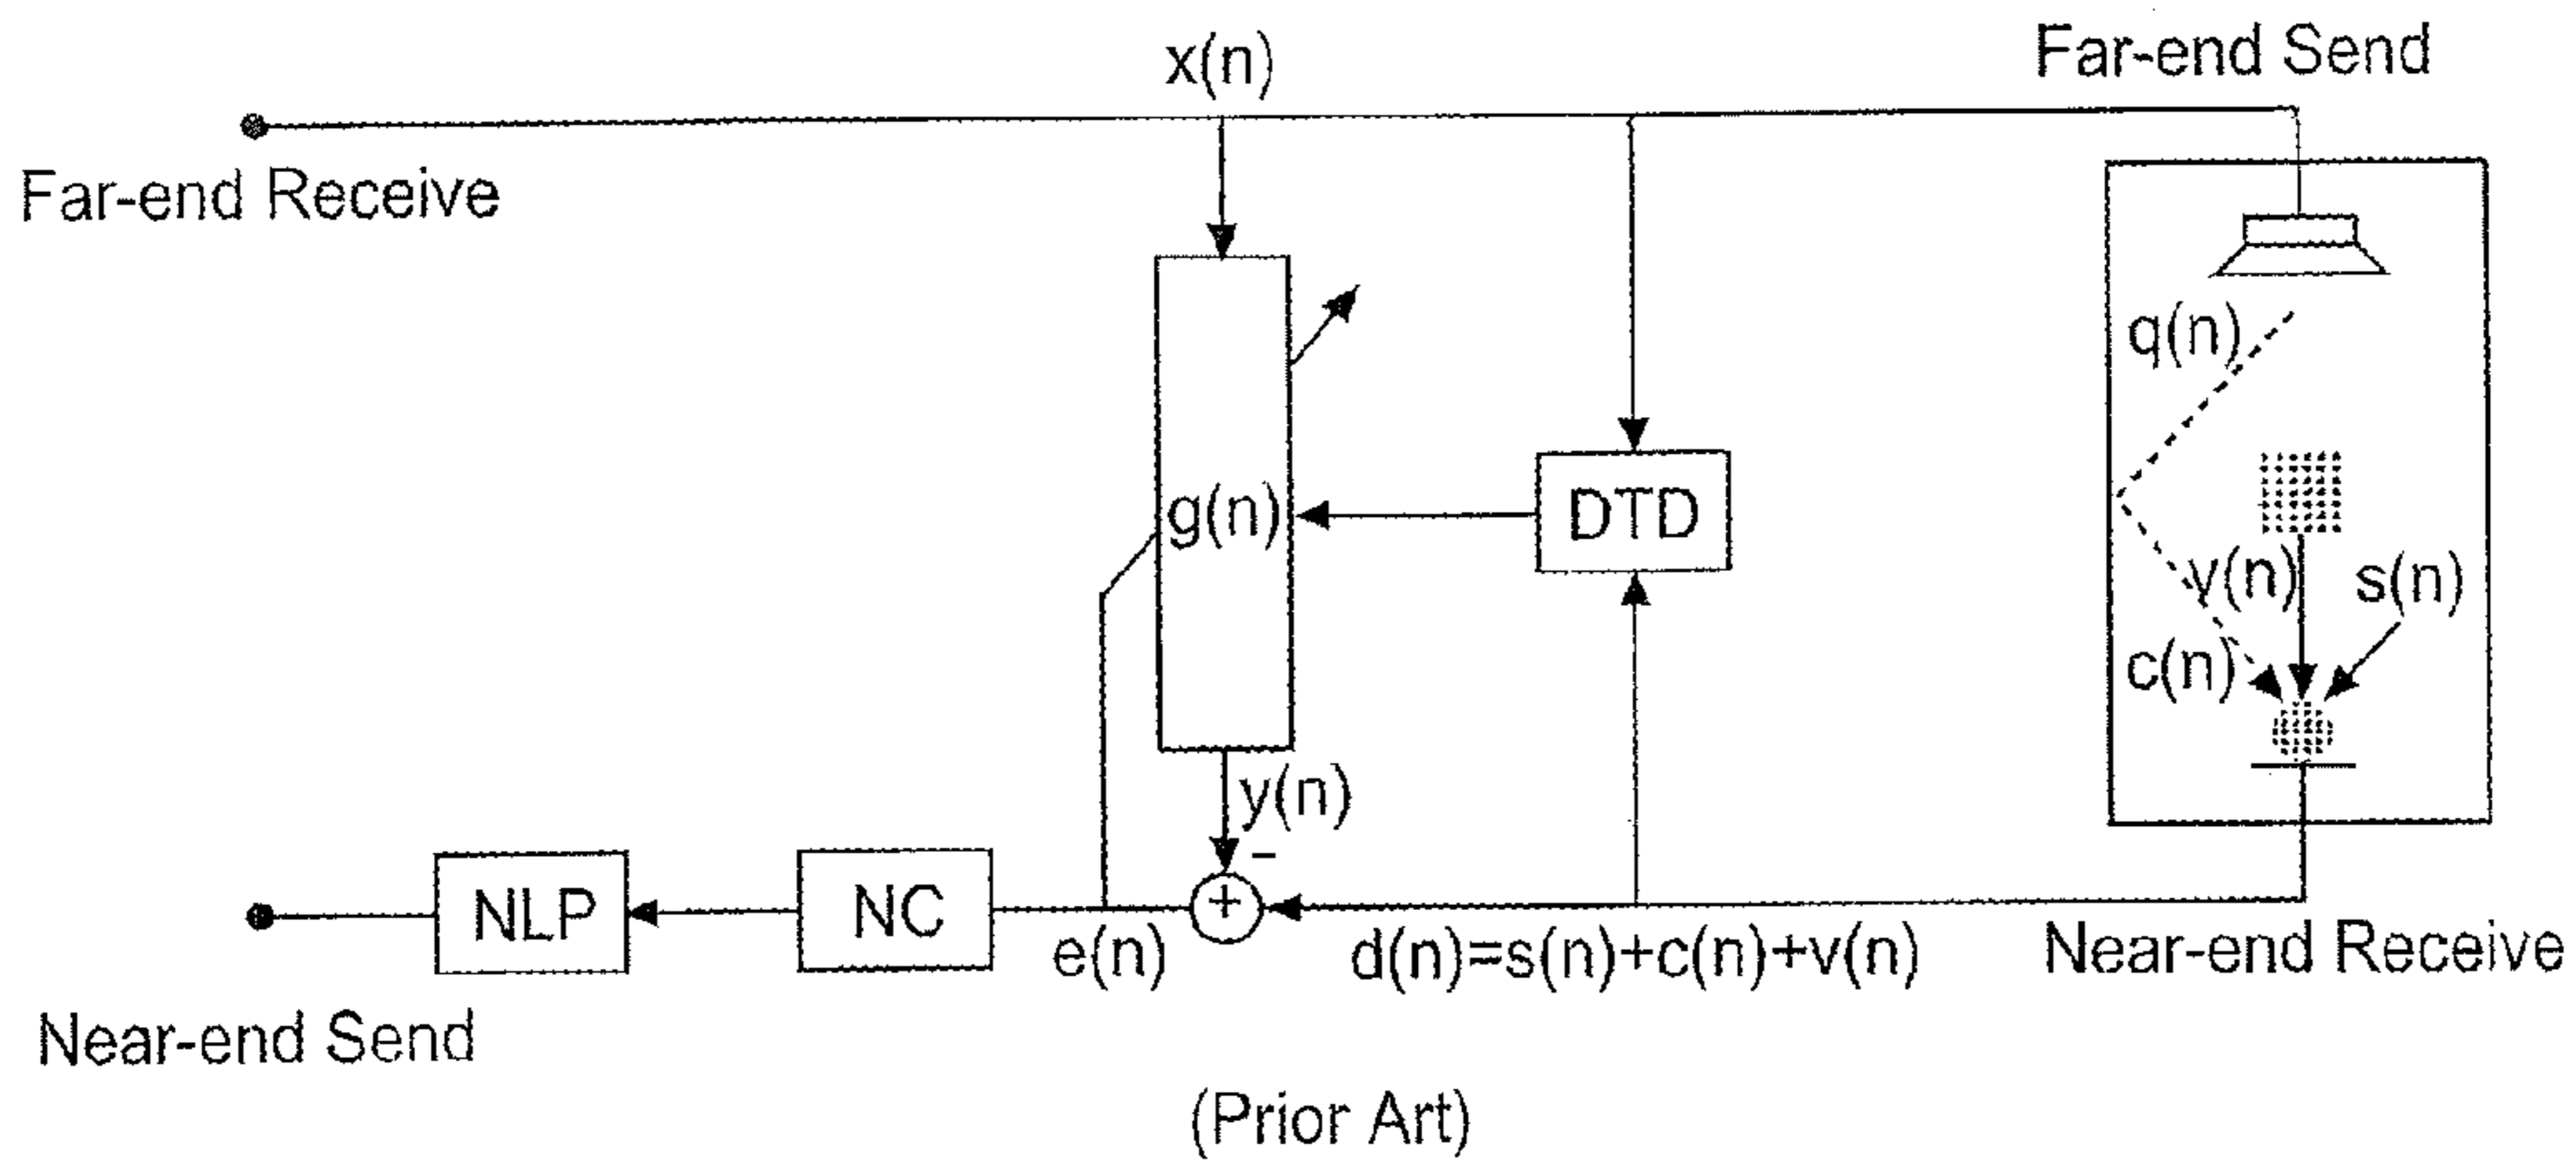 x(n)
Far-end Send
Far-end Receive
q(n)
g(n)
DTD
v(n)
s(n)
c(n)
y(n)
-
+
NLP
NC
e(n)
d(n)=s(n)+c(n)+v(n)
Near-end Receive
Near-end Send
(Prior Art)